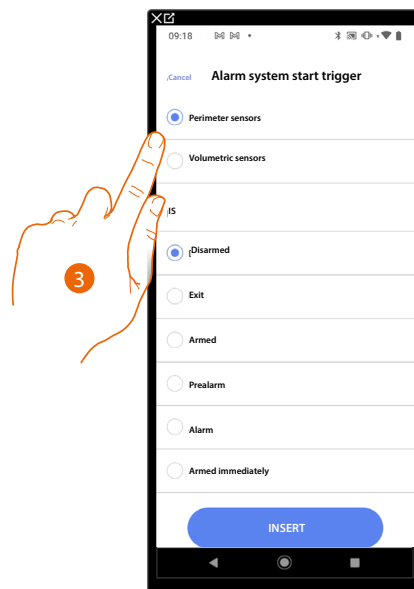 09:18
Cancel
Alarm system start trigger
Perimeter sensors
Volumetric sensors
IS
Disarmed
3
Exit
Armed
Prealarm
Alarm
Armed immediately
INSERT